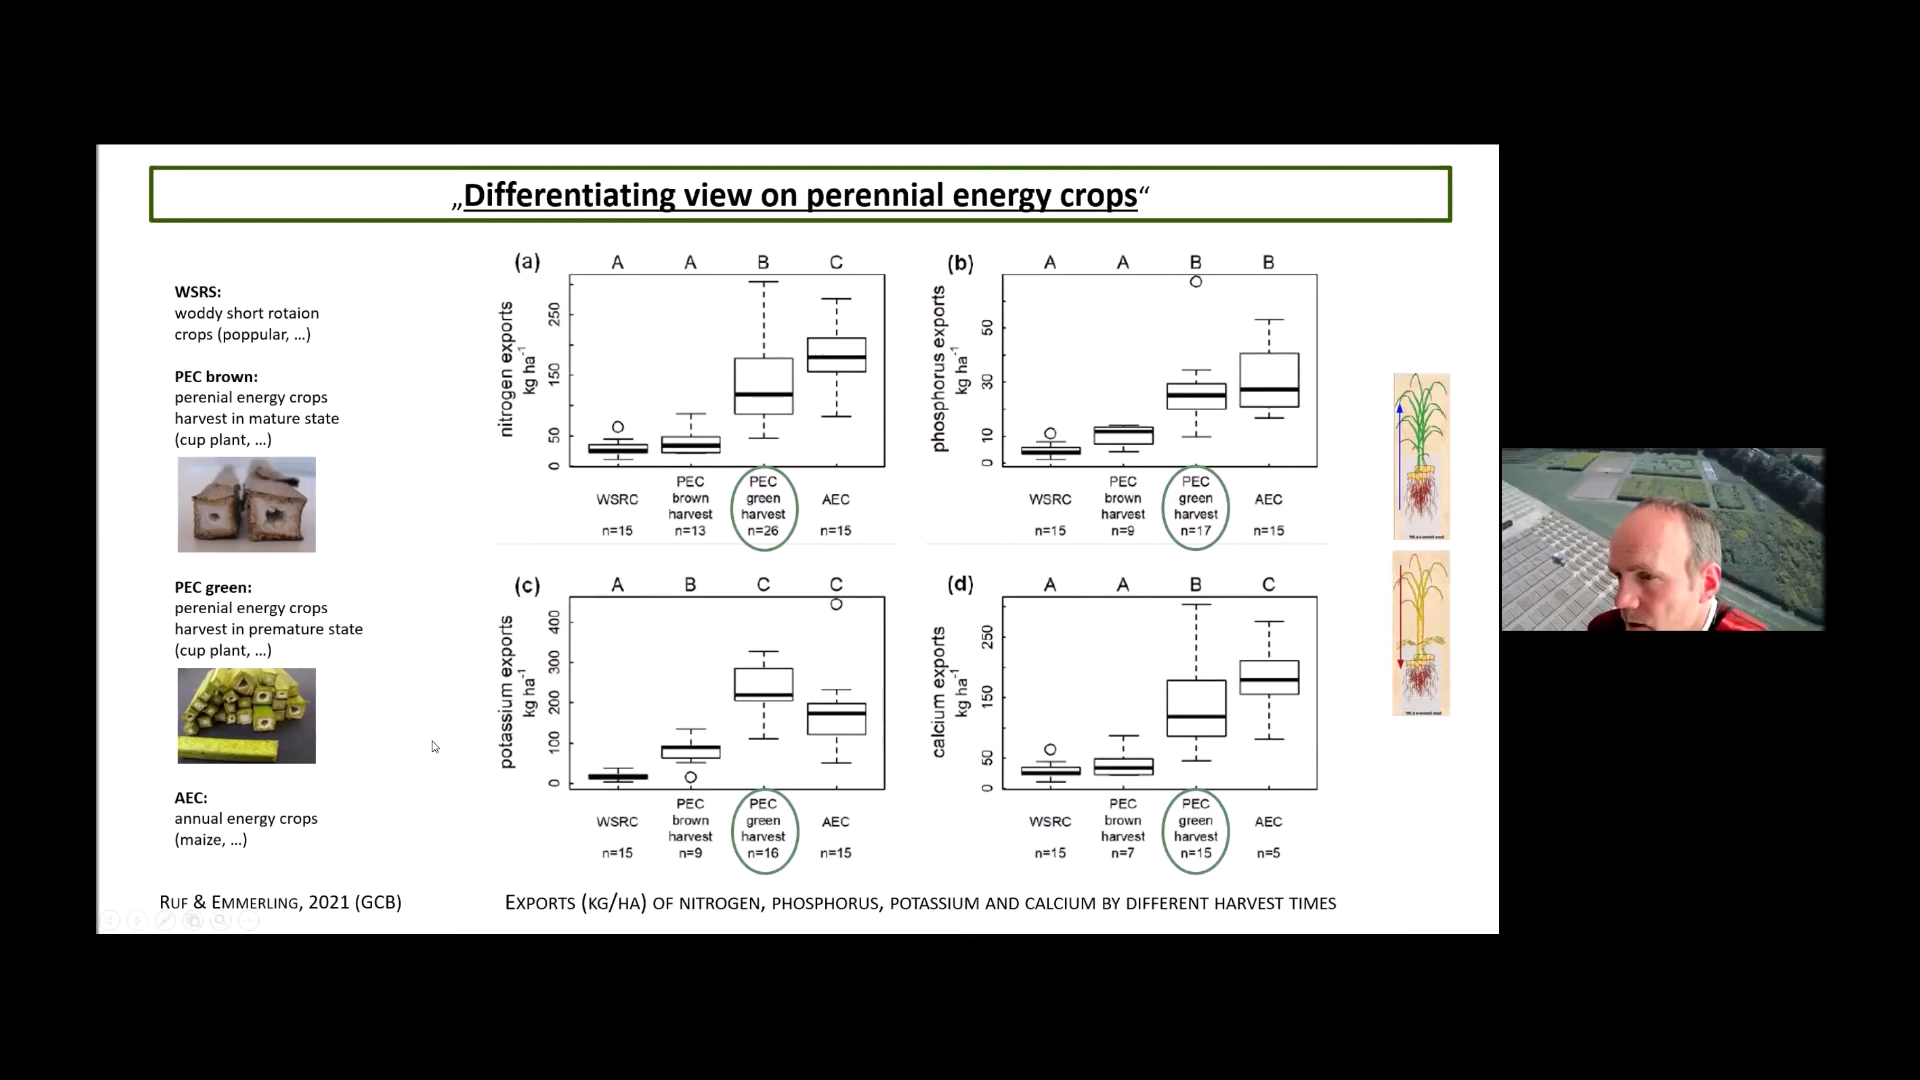 „Differentiating view on perennial energy crops“
WSRS:
woddy short rotaion
crops (poppular, ...)
PEC brown:
perenial energy crops
harvest in mature state
(cup plant, ...)
PEC green:
perenial energy crops
harvest in premature state
(cup plant, ...)
AEC:
annual energy crops
(maize, ...)
(a) A A B C
nitrogen exports
kg ha⁻¹
250
150
50
0
WSRC PEC brown harvest PEC green harvest AEC
n=15 n=13 n=26 n=15
(b) A A B B
phosphorus exports
kg ha⁻¹
50
30
10
0
WSRC PEC brown harvest PEC green harvest AEC
n=15 n=9 n=17 n=15
(c) A B C C
potassium exports
kg ha⁻¹
400
300
200
100
0
WSRC PEC brown harvest PEC green harvest AEC
n=15 n=9 n=16 n=15
(d) A A B C
calcium exports
kg ha⁻¹
250
150
50
0
WSRC PEC brown harvest PEC green harvest AEC
n=15 n=7 n=15 n=5
RUF & EMMERLING, 2021 (GCB)
EXPORTS (KG/HA) OF NITROGEN, PHOSPHORUS, POTASSIUM AND CALCIUM BY DIFFERENT HARVEST TIMES